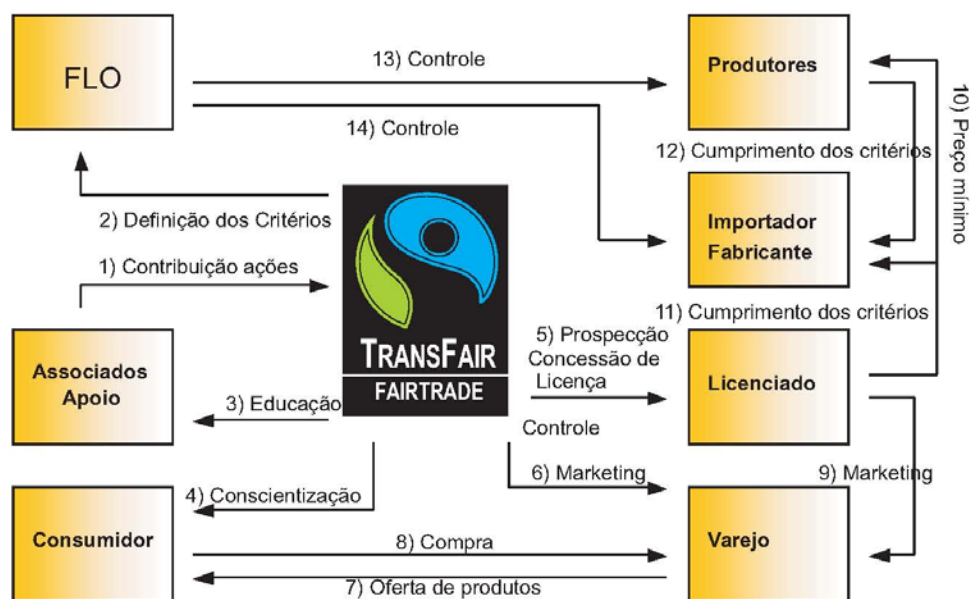 FLO
13) Controle
Produtores
14) Controle
10) Preço mínimo
12) Cumprimento dos critérios
2) Definição dos Critérios
Importador
Fabricante
1) Contribuição ações
11) Cumprimento dos critérios
5) Prospecção
Concessão de
Licença
TRANSFAIR
FAIRTRADE
Associados
Apoio
Licenciado
3) Educação
Controle
6) Marketing
9) Marketing
4) Conscientização
Consumidor
8) Compra
Varejo
7) Oferta de produtos